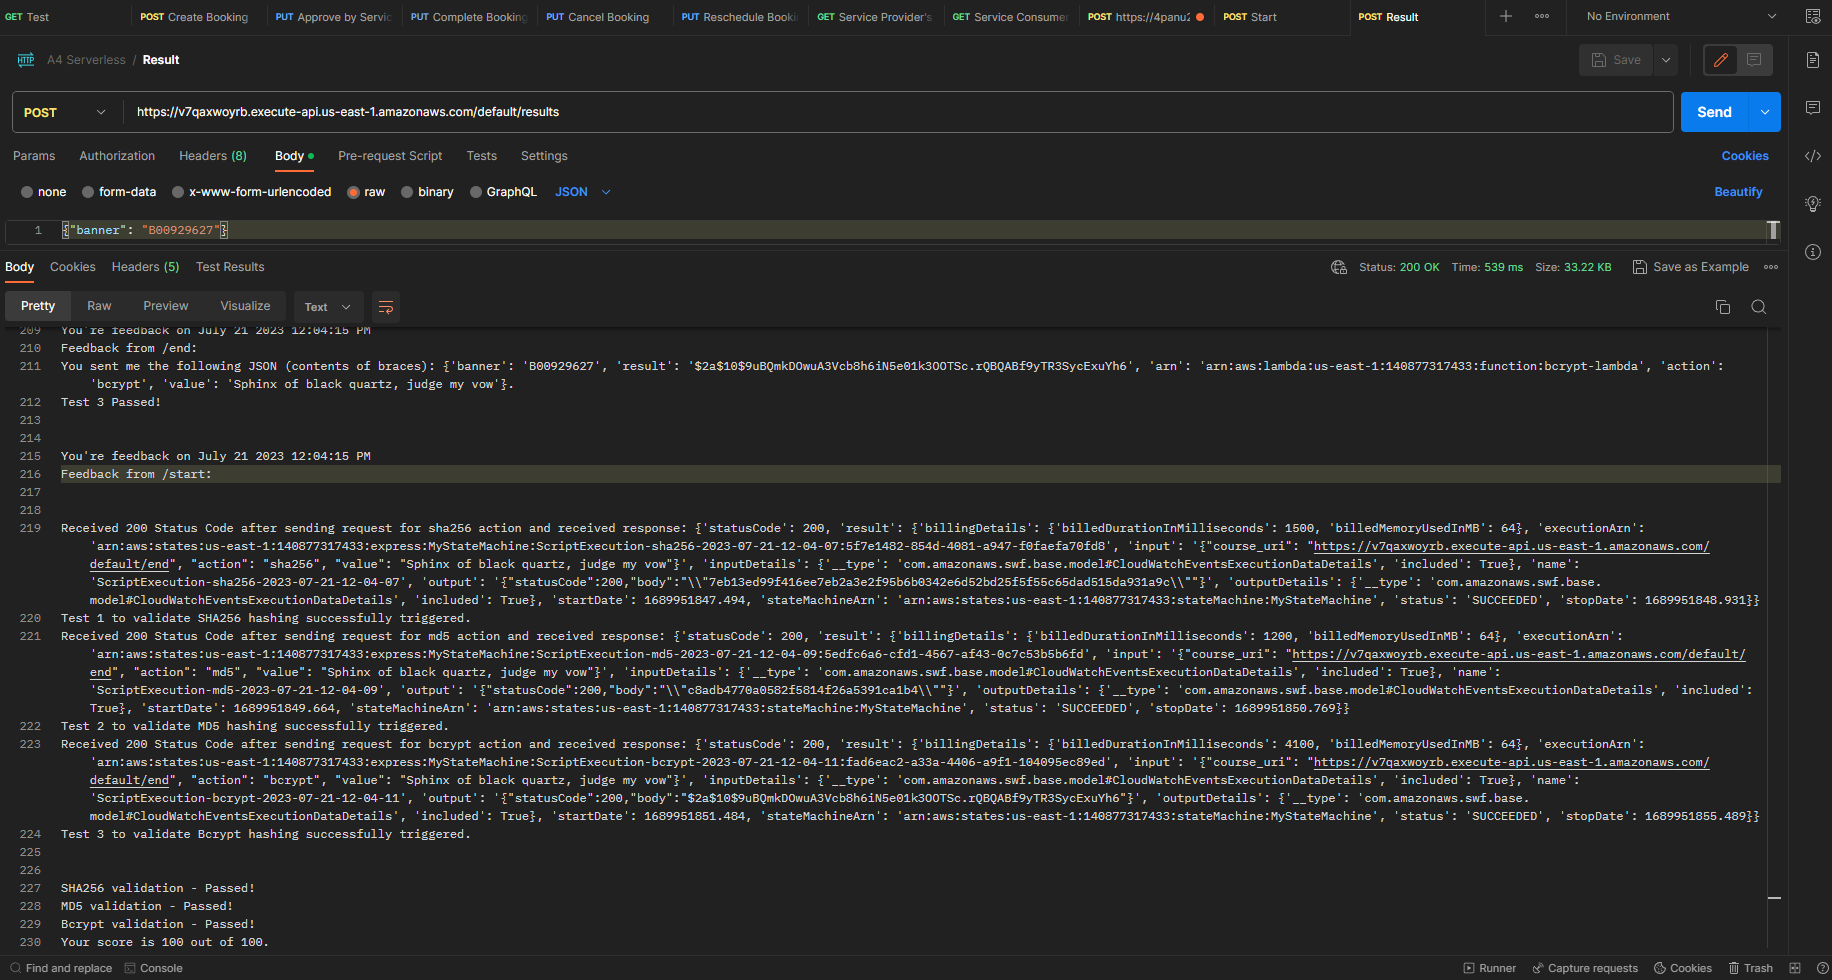 GET Test
POST Create Booking
GET Approve by Servic
PUT Complete Booking
PUT Cancel Booking
PUT Reschedule Booki
GET Service Provider's
GET Service Consumer
POST https://4panu2
POST Start
POST Result
No Environment
HTTP A4 Serverless / Result
Save
POST https://v7qaxwoyrb.execute-api.us-east-1.amazonaws.com/default/results
Send
Params Authorization Headers (8) Body Pre-request Script Tests Settings
Cookies
none form-data x-www-form-urlencoded raw binary GraphQL JSON
Beautify
1 {"banner": "B00929627"}
Body Cookies Headers (5) Test Results
Status: 200 OK Time: 539 ms Size: 33.22 KB Save as Example
Pretty Raw Preview Visualize Text
209 You're feedback on July 21 2023 12:04:15 PM
210 Feedback from /end:
211 You sent me the following JSON (contents of braces): {'banner': 'B00929627', 'result': '$2a$10$9uBQmkDOwuA3Vcb8h6iN5e01k3OOTSc.rQBQABf9yTR3SycExuYh6', 'arn': 'arn:aws:lambda:us-east-1:140877317433:function:bcrypt-lambda', 'action':
'bcrypt', 'value': 'Sphinx of black quartz, judge my vow'}.
212 Test 3 Passed!
213
214
215 You're feedback on July 21 2023 12:04:15 PM
216 Feedback from /start:
217
218
219 Received 200 Status Code after sending request for sha256 action and received response: {'statusCode': 200, 'result': {'billingDetails': {'billedDurationInMilliseconds': 1500, 'billedMemoryUsedInMB': 64}, 'executionArn':
'arn:aws:states:us-east-1:140877317433:express:MyStateMachine:ScriptExecution-sha256-2023-07-21-12-04-07:5f7e1482-854d-4081-a947-f0faefa70fd8', 'input': '{"course_uri": "https://v7qaxwoyrb.execute-api.us-east-1.amazonaws.com/
default/end", "action": "sha256", "value": "Sphinx of black quartz, judge my vow"}', 'inputDetails': {'__type': 'com.amazonaws.swf.base.model#CloudWatchEventsExecutionDataDetails', 'included': True}, 'name':
'ScriptExecution-sha256-2023-07-21-12-04-07', 'output': '{"statusCode":200,"body":"\\"7eb13ed99f416ee7eb2a3e2f95b6b0342e6d52bd25f5f55c65dad515da931a9c\\""}', 'outputDetails': {'__type': 'com.amazonaws.swf.base.
model#CloudWatchEventsExecutionDataDetails', 'included': True}, 'startDate': 1689951847.494, 'stateMachineArn': 'arn:aws:states:us-east-1:140877317433:stateMachine:MyStateMachine', 'status': 'SUCCEEDED', 'stopDate': 1689951848.931}}
220 Test 1 to validate SHA256 hashing successfully triggered.
221 Received 200 Status Code after sending request for md5 action and received response: {'statusCode': 200, 'result': {'billingDetails': {'billedDurationInMilliseconds': 1200, 'billedMemoryUsedInMB': 64}, 'executionArn':
'arn:aws:states:us-east-1:140877317433:express:MyStateMachine:ScriptExecution-md5-2023-07-21-12-04-09:5edfc6a6-cfd1-4567-af43-0c7c53b5b6fd', 'input': '{"course_uri": "https://v7qaxwoyrb.execute-api.us-east-1.amazonaws.com/default/
end", "action": "md5", "value": "Sphinx of black quartz, judge my vow"}', 'inputDetails': {'__type': 'com.amazonaws.swf.base.model#CloudWatchEventsExecutionDataDetails', 'included': True}, 'name':
'ScriptExecution-md5-2023-07-21-12-04-09', 'output': '{"statusCode":200,"body":"\\"c8adb4770a0582f5814f26a5391ca1b4\\""}', 'outputDetails': {'__type': 'com.amazonaws.swf.base.model#CloudWatchEventsExecutionDataDetails', 'included':
True}, 'startDate': 1689951849.664, 'stateMachineArn': 'arn:aws:states:us-east-1:140877317433:stateMachine:MyStateMachine', 'status': 'SUCCEEDED', 'stopDate': 1689951850.769}}
222 Test 2 to validate MD5 hashing successfully triggered.
223 Received 200 Status Code after sending request for bcrypt action and received response: {'statusCode': 200, 'result': {'billingDetails': {'billedDurationInMilliseconds': 4100, 'billedMemoryUsedInMB': 64}, 'executionArn':
'arn:aws:states:us-east-1:140877317433:express:MyStateMachine:ScriptExecution-bcrypt-2023-07-21-12-04-11:fad6eac2-a33a-4406-a9f1-104095ec89ed', 'input': '{"course_uri": "https://v7qaxwoyrb.execute-api.us-east-1.amazonaws.com/
default/end", "action": "bcrypt", "value": "Sphinx of black quartz, judge my vow"}', 'inputDetails': {'__type': 'com.amazonaws.swf.base.model#CloudWatchEventsExecutionDataDetails', 'included': True}, 'name':
'ScriptExecution-bcrypt-2023-07-21-12-04-11', 'output': '{"statusCode":200,"body":"$2a$10$9uBQmkDOwuA3Vcb8h6iN5e01k3OOTSc.rQBQABf9yTR3SycExuYh6"}', 'outputDetails': {'__type': 'com.amazonaws.swf.base.
model#CloudWatchEventsExecutionDataDetails', 'included': True}, 'startDate': 1689951851.484, 'stateMachineArn': 'arn:aws:states:us-east-1:140877317433:stateMachine:MyStateMachine', 'status': 'SUCCEEDED', 'stopDate': 1689951855.489}}
224 Test 3 to validate Bcrypt hashing successfully triggered.
225
226
227 SHA256 validation - Passed!
228 MD5 validation - Passed!
229 Bcrypt validation - Passed!
230 Your score is 100 out of 100.
Find and replace Console
Runner Capture requests Cookies Trash